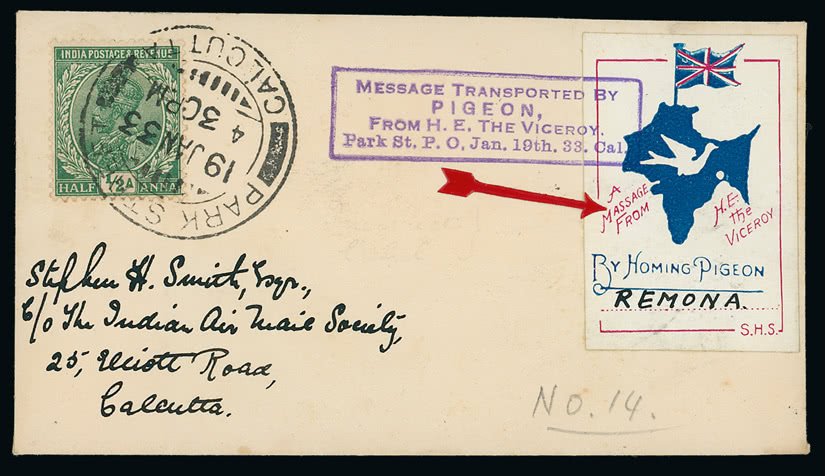 INDIA POSTAGE & REVENUE
HALF 1/2 A ANNA
PARK ST.
CALCUTTA
19 JAN 33
4 30 PM
MESSAGE TRANSPORTED BY
PIGEON,
FROM H. E. THE VICEROY.
Park St. P. O. Jan. 19th. 33. Cal.
A
MASSAGE
FROM
H.E.
the
VICEROY
BY HOMING PIGEON
REMONA.
S.H.S.
Stephen H. Smith, Esqr.,
c/o The Indian Air Mail Society,
25, Road,
Calcutta.
NO. 14.